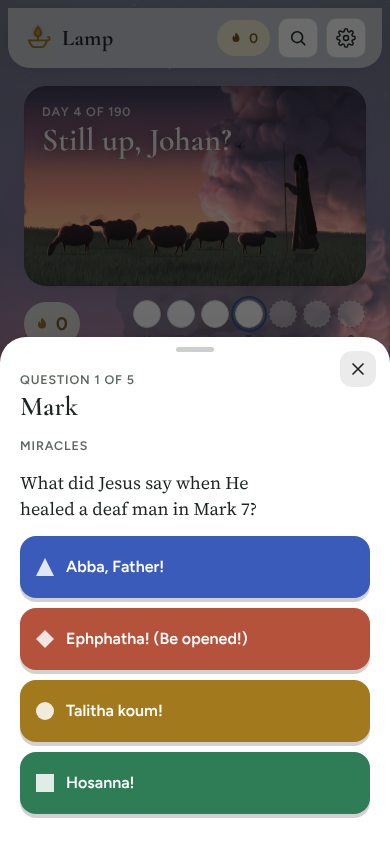 Lamp
0
DAY 4 OF 190
Still up, Johan?
0
QUESTION 1 OF 5
Mark
MIRACLES
What did Jesus say when He
healed a deaf man in Mark 7?
Abba, Father!
Ephphatha! (Be opened!)
Talitha koum!
Hosanna!